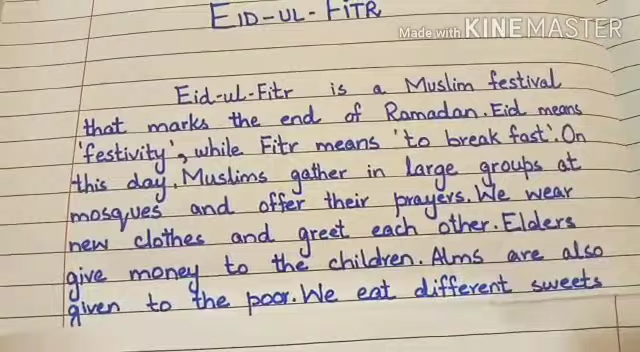 EID-UL-FITR
Made with KINEMASTER
Eid-ul-Fitr is a Muslim festival
that marks the end of Ramadan. Eid means
'festivity', while Fitr means 'to break fast'. On
this day, Muslims gather in large groups at
mosques and offer their prayers. We wear
new clothes and greet each other. Elders
give money to the children. Alms are also
given to the poor. We eat different sweets